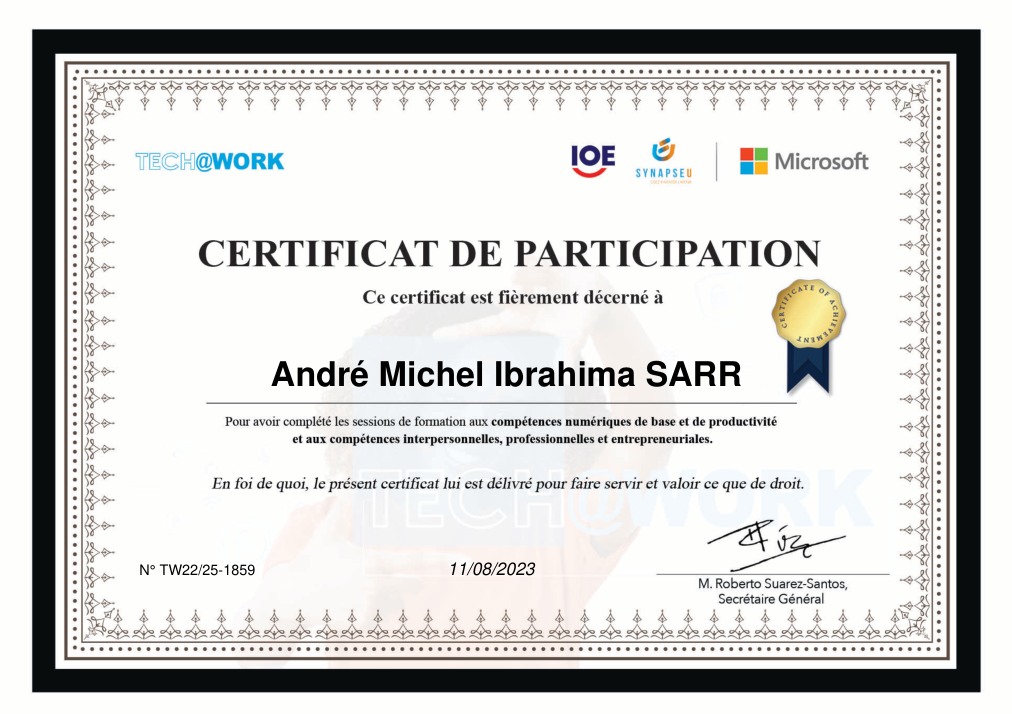 TECH@WORK
IOE
SYNAPSEU
Microsoft
CERTIFICAT DE PARTICIPATION
Ce certificat est fièrement décerné à
CERTIFICATE OF ACHIEVEMENT
André Michel Ibrahima SARR
Pour avoir complété les sessions de formation aux compétences numériques de base et de productivité
et aux compétences interpersonnelles, professionnelles et entrepreneuriales.
En foi de quoi, le présent certificat lui est délivré pour faire servir et valoir ce que de droit.
TECH@WORK
N° TW22/25-1859
11/08/2023
M. Roberto Suarez-Santos,
Secrétaire Général